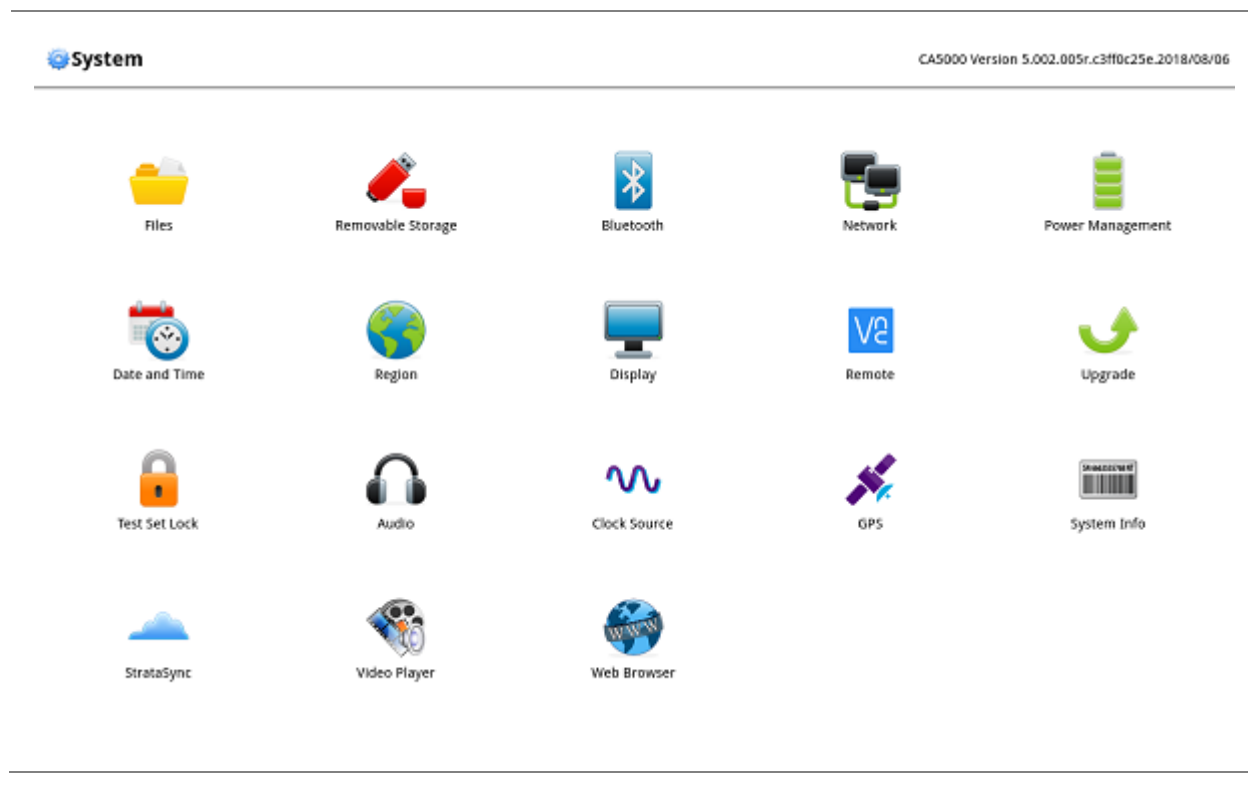 System
CA5000 Version 5.002.005r.c3ff0c25e.2018/08/06
Files
Removable Storage
Bluetooth
Network
Power Management
Date and Time
Region
Display
VC
Remote
Upgrade
Test Set Lock
Audio
Clock Source
GPS
System Info
StrataSync
Video Player
WWW
Web Browser